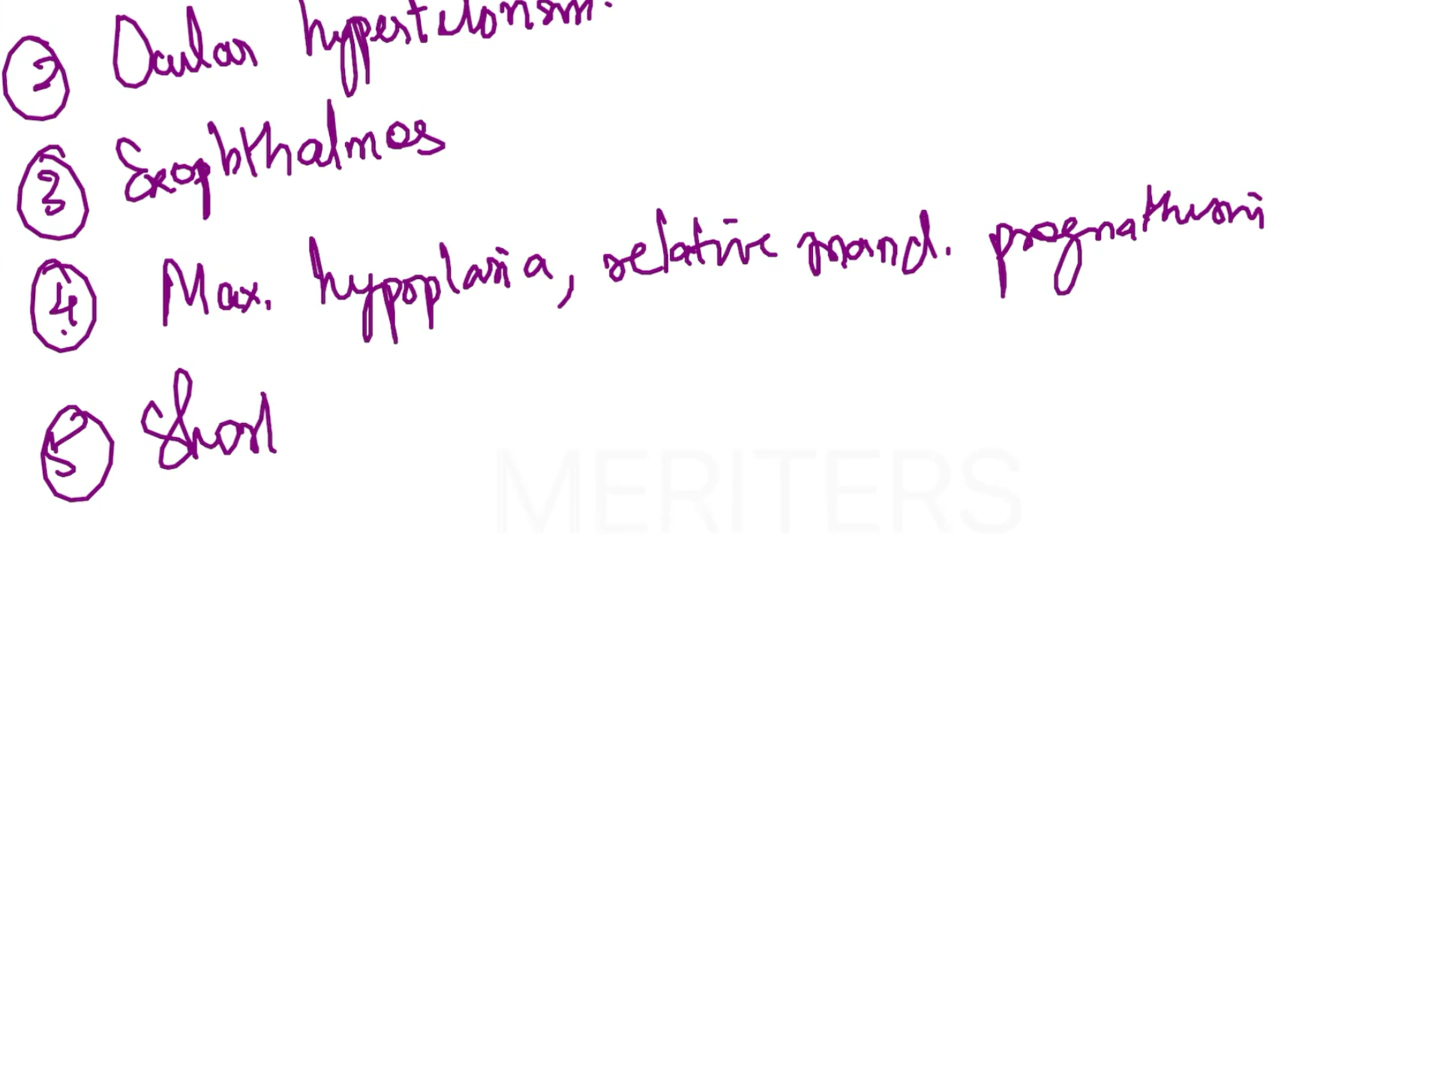 ② Ocular hypertelorism.
③ Exophthalmos
④ Max. hypoplasia, relative mand. prognathism
⑤ Short
MERITERS